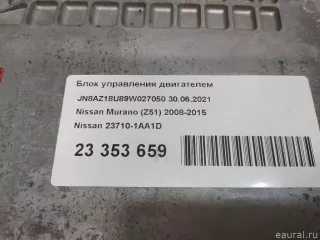 Блок управления двигателем
JN8AZ18U89W027050 30.06.2021
Nissan Murano (Z51) 2008-2015
Nissan 23710-1AA1D
23 353 659
eaural.ru